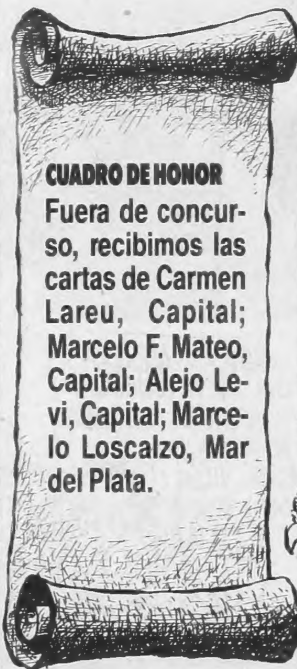 CUADRO DE HONOR
Fuera de concur-
so, recibimos las
cartas de Carmen
Lareu, Capital;
Marcelo F. Mateo,
Capital; Alejo Le-
vi, Capital; Marce-
lo Loscalzo, Mar
del Plata.